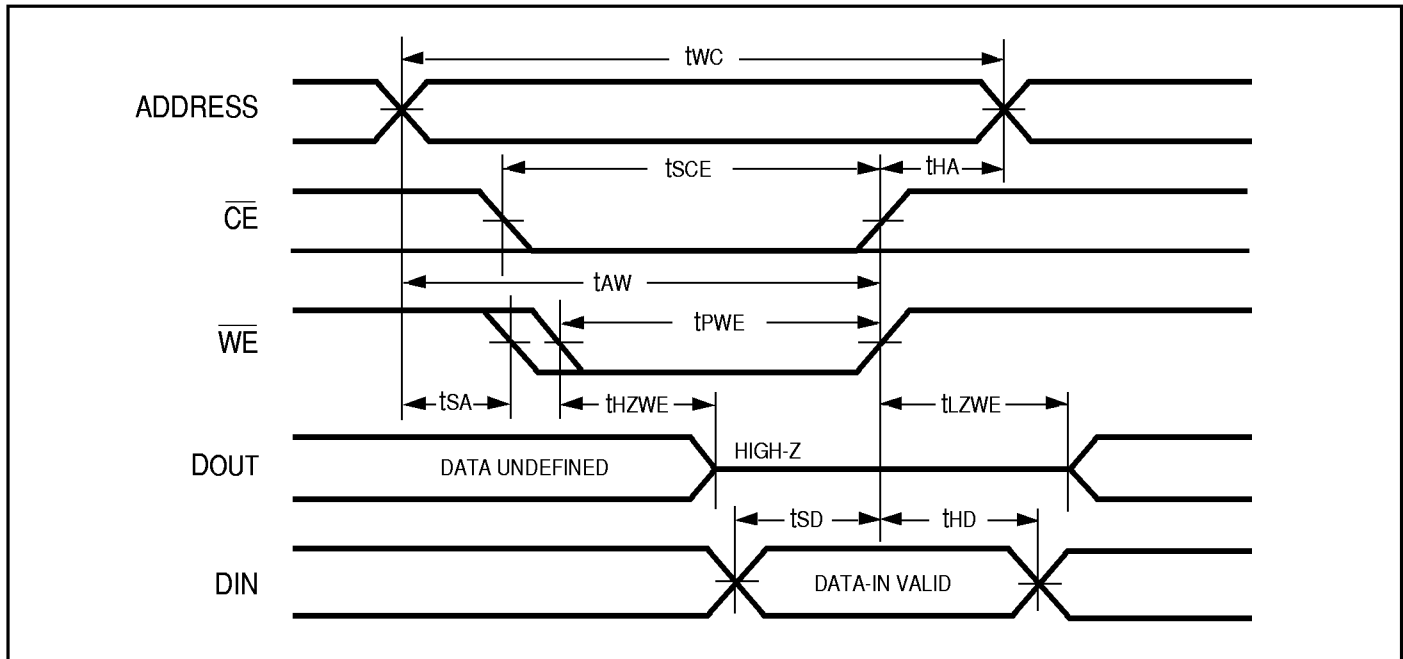 tWC
ADDRESS
tSCE
tHA
CE
tAW
tPWE
WE
tSA
tHZWE
tLZWE
DOUT
DATA UNDEFINED
HIGH-Z
tSD
tHD
DIN
DATA-IN VALID